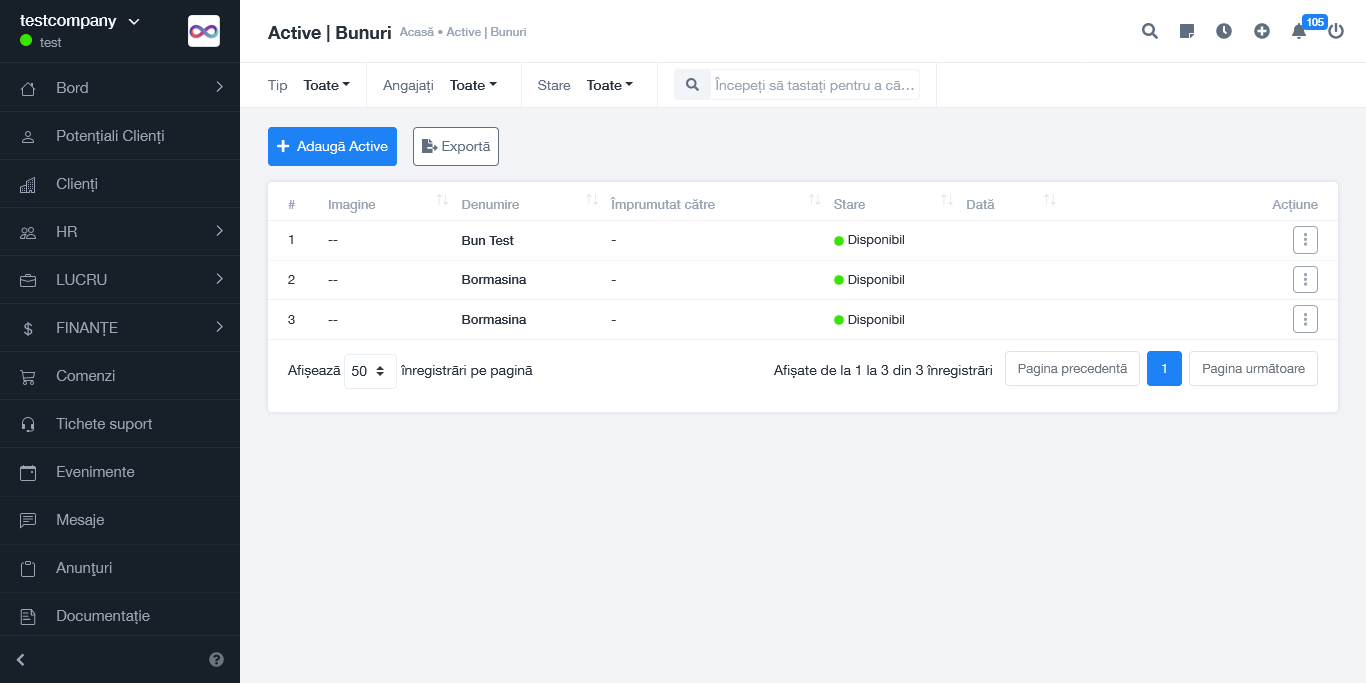 testcompany
test
Bord
Potențiali Clienți
Clienți
HR
LUCRU
FINANȚE
Comenzi
Tichete suport
Evenimente
Mesaje
Anunțuri
Documentație
Active | Bunuri Acasă • Active | Bunuri
105
Tip Toate Angajați Toate Stare Toate Începeți să tastați pentru a că…
Adaugă Active Exportă
# Imagine Denumire Împrumutat către Stare Dată Acțiune
1 -- Bun Test - Disponibil
2 -- Bormasina - Disponibil
3 -- Bormasina - Disponibil
Afișează 50 înregistrări pe pagină Afișate de la 1 la 3 din 3 înregistrări Pagina precedentă 1 Pagina următoare